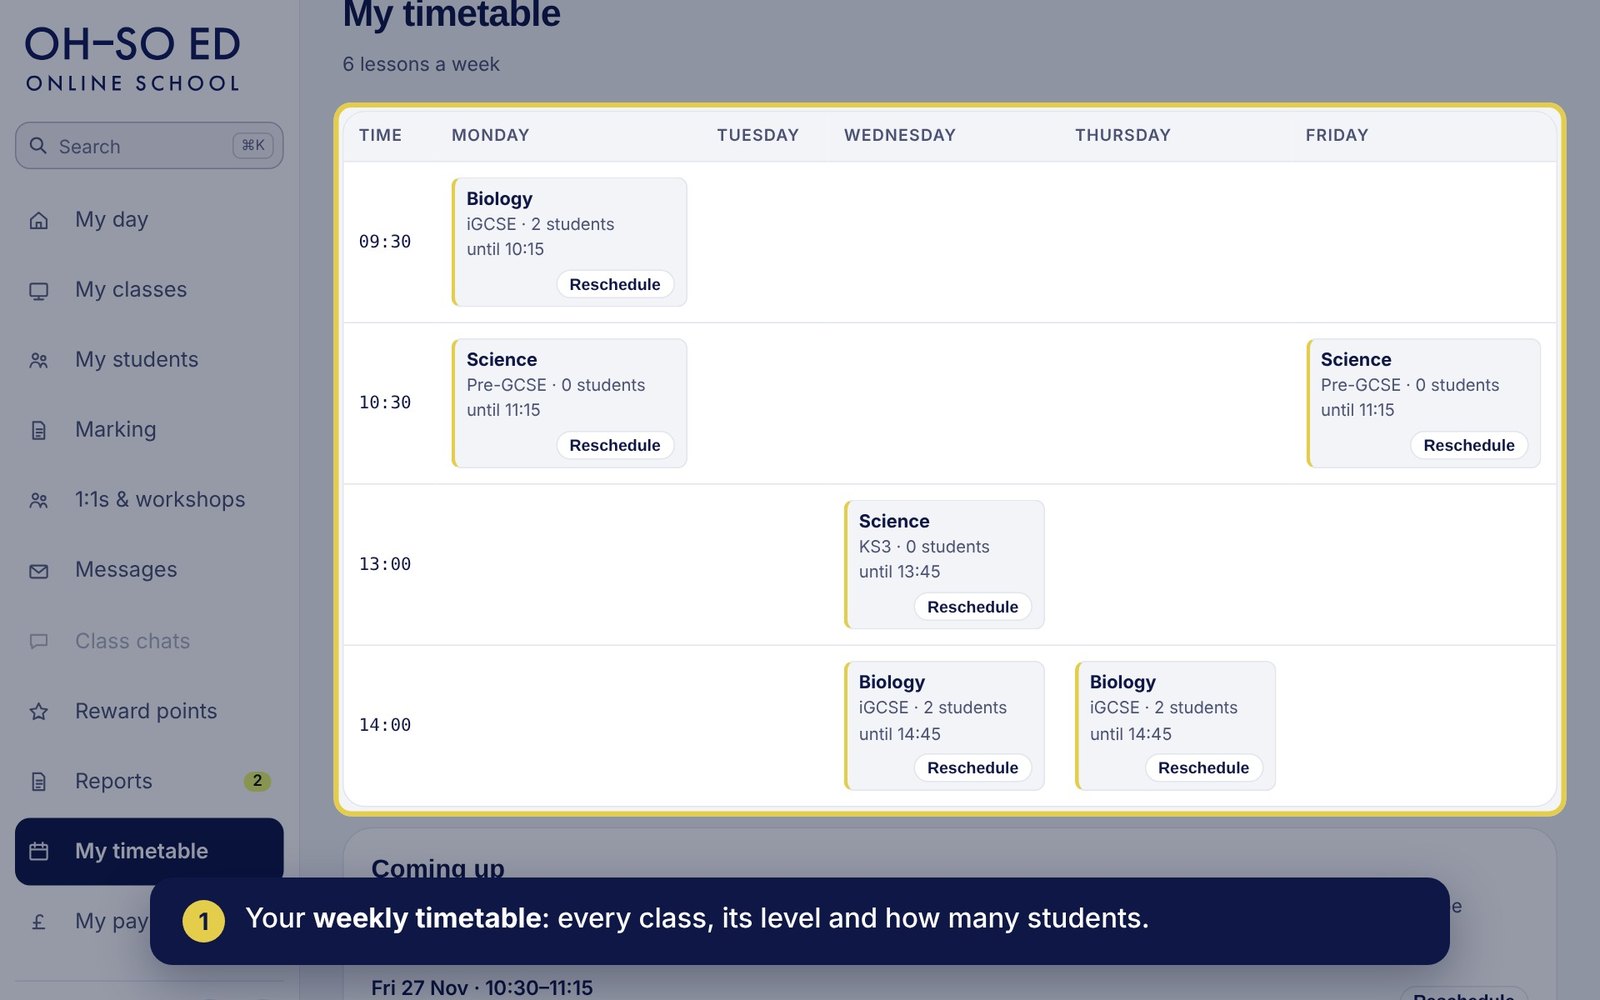 OH–SO ED
ONLINE SCHOOL
Search ⌘K
My day
My classes
My students
Marking
1:1s & workshops
Messages
Class chats
Reward points
Reports 2
My timetable
My pay
My timetable
6 lessons a week
TIME MONDAY TUESDAY WEDNESDAY THURSDAY FRIDAY
09:30
Biology
iGCSE · 2 students
until 10:15
Reschedule
10:30
Science
Pre-GCSE · 0 students
until 11:15
Reschedule
Science
Pre-GCSE · 0 students
until 11:15
Reschedule
13:00
Science
KS3 · 0 students
until 13:45
Reschedule
14:00
Biology
iGCSE · 2 students
until 14:45
Reschedule
Biology
iGCSE · 2 students
until 14:45
Reschedule
Coming up
1 Your weekly timetable: every class, its level and how many students.
Fri 27 Nov · 10:30–11:15
Reschedule